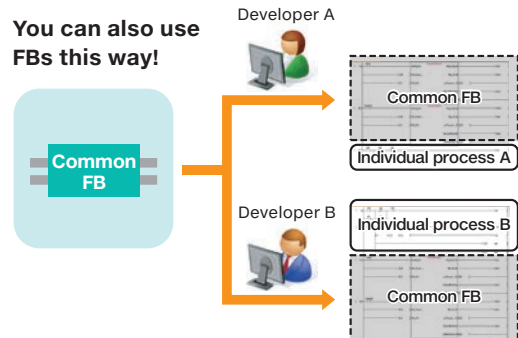 You can also use
FBs this way!
Common
FB
Developer A
Common FB
Individual process A
Developer B
Individual process B
Common FB